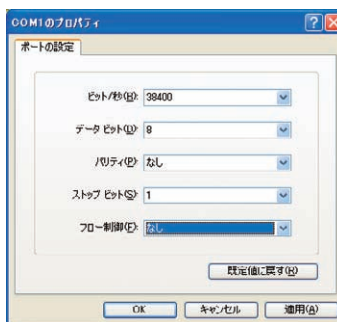 COM1のプロパティ
ポートの設定
ビット/秒(B): 38400
データ ビット(D): 8
パリティ(P): なし
ストップ ビット(S): 1
フロー制御(F): なし
既定値に戻す(R)
OK キャンセル 適用(A)